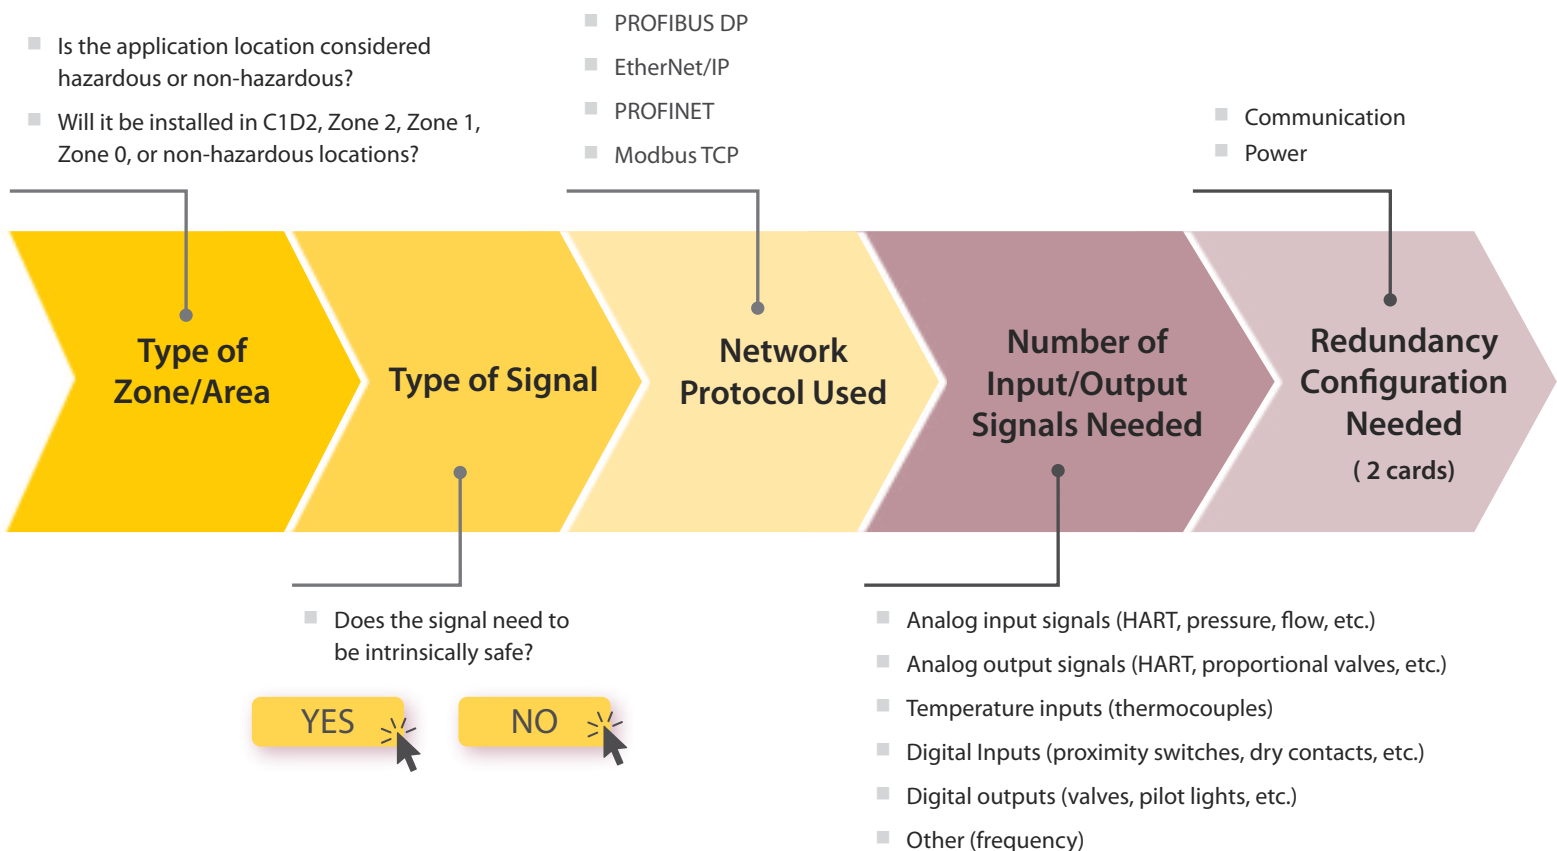 Is the application location considered
hazardous or non-hazardous?
Will it be installed in C1D2, Zone 2, Zone 1,
Zone 0, or non-hazardous locations?
PROFIBUS DP
EtherNet/IP
PROFINET
Modbus TCP
Communication
Power
Type of
Zone/Area
Type of Signal
Network
Protocol Used
Number of
Input/Output
Signals Needed
Redundancy
Configuration
Needed
( 2 cards)
Does the signal need to
be intrinsically safe?
YES
NO
Analog input signals (HART, pressure, flow, etc.)
Analog output signals (HART, proportional valves, etc.)
Temperature inputs (thermocouples)
Digital Inputs (proximity switches, dry contacts, etc.)
Digital outputs (valves, pilot lights, etc.)
Other (frequency)